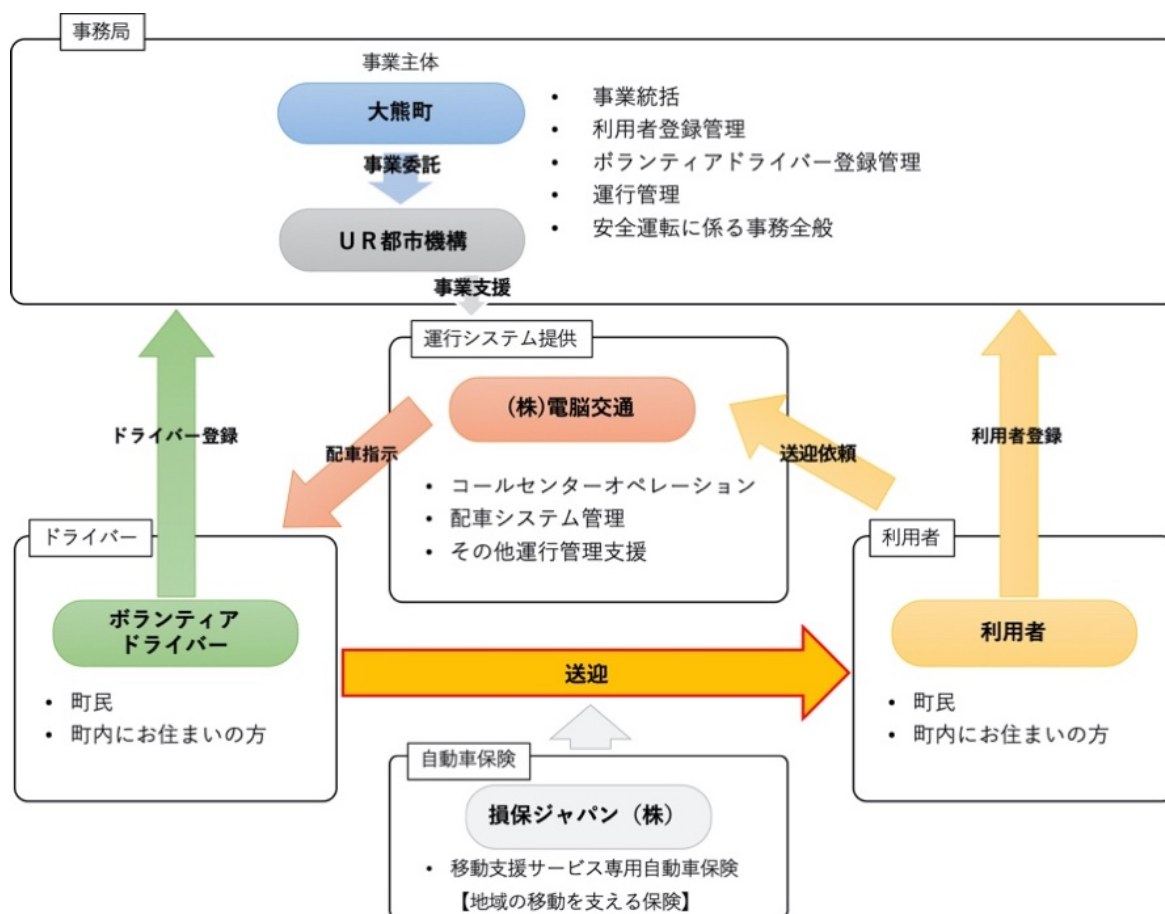 事務局
事業主体
大熊町
事業委託
UR都市機構
事業支援
• 事業統括
• 利用者登録管理
• ボランティアドライバー登録管理
• 運行管理
• 安全運転に係る事務全般
運行システム提供
(株)電脳交通
• コールセンターオペレーション
• 配車システム管理
• その他運行管理支援
ドライバー登録
配車指示
送迎依頼
利用者登録
ドライバー
ボランティア
ドライバー
• 町民
• 町内にお住まいの方
送迎
利用者
利用者
• 町民
• 町内にお住まいの方
自動車保険
損保ジャパン（株）
• 移動支援サービス専用自動車保険
【地域の移動を支える保険】